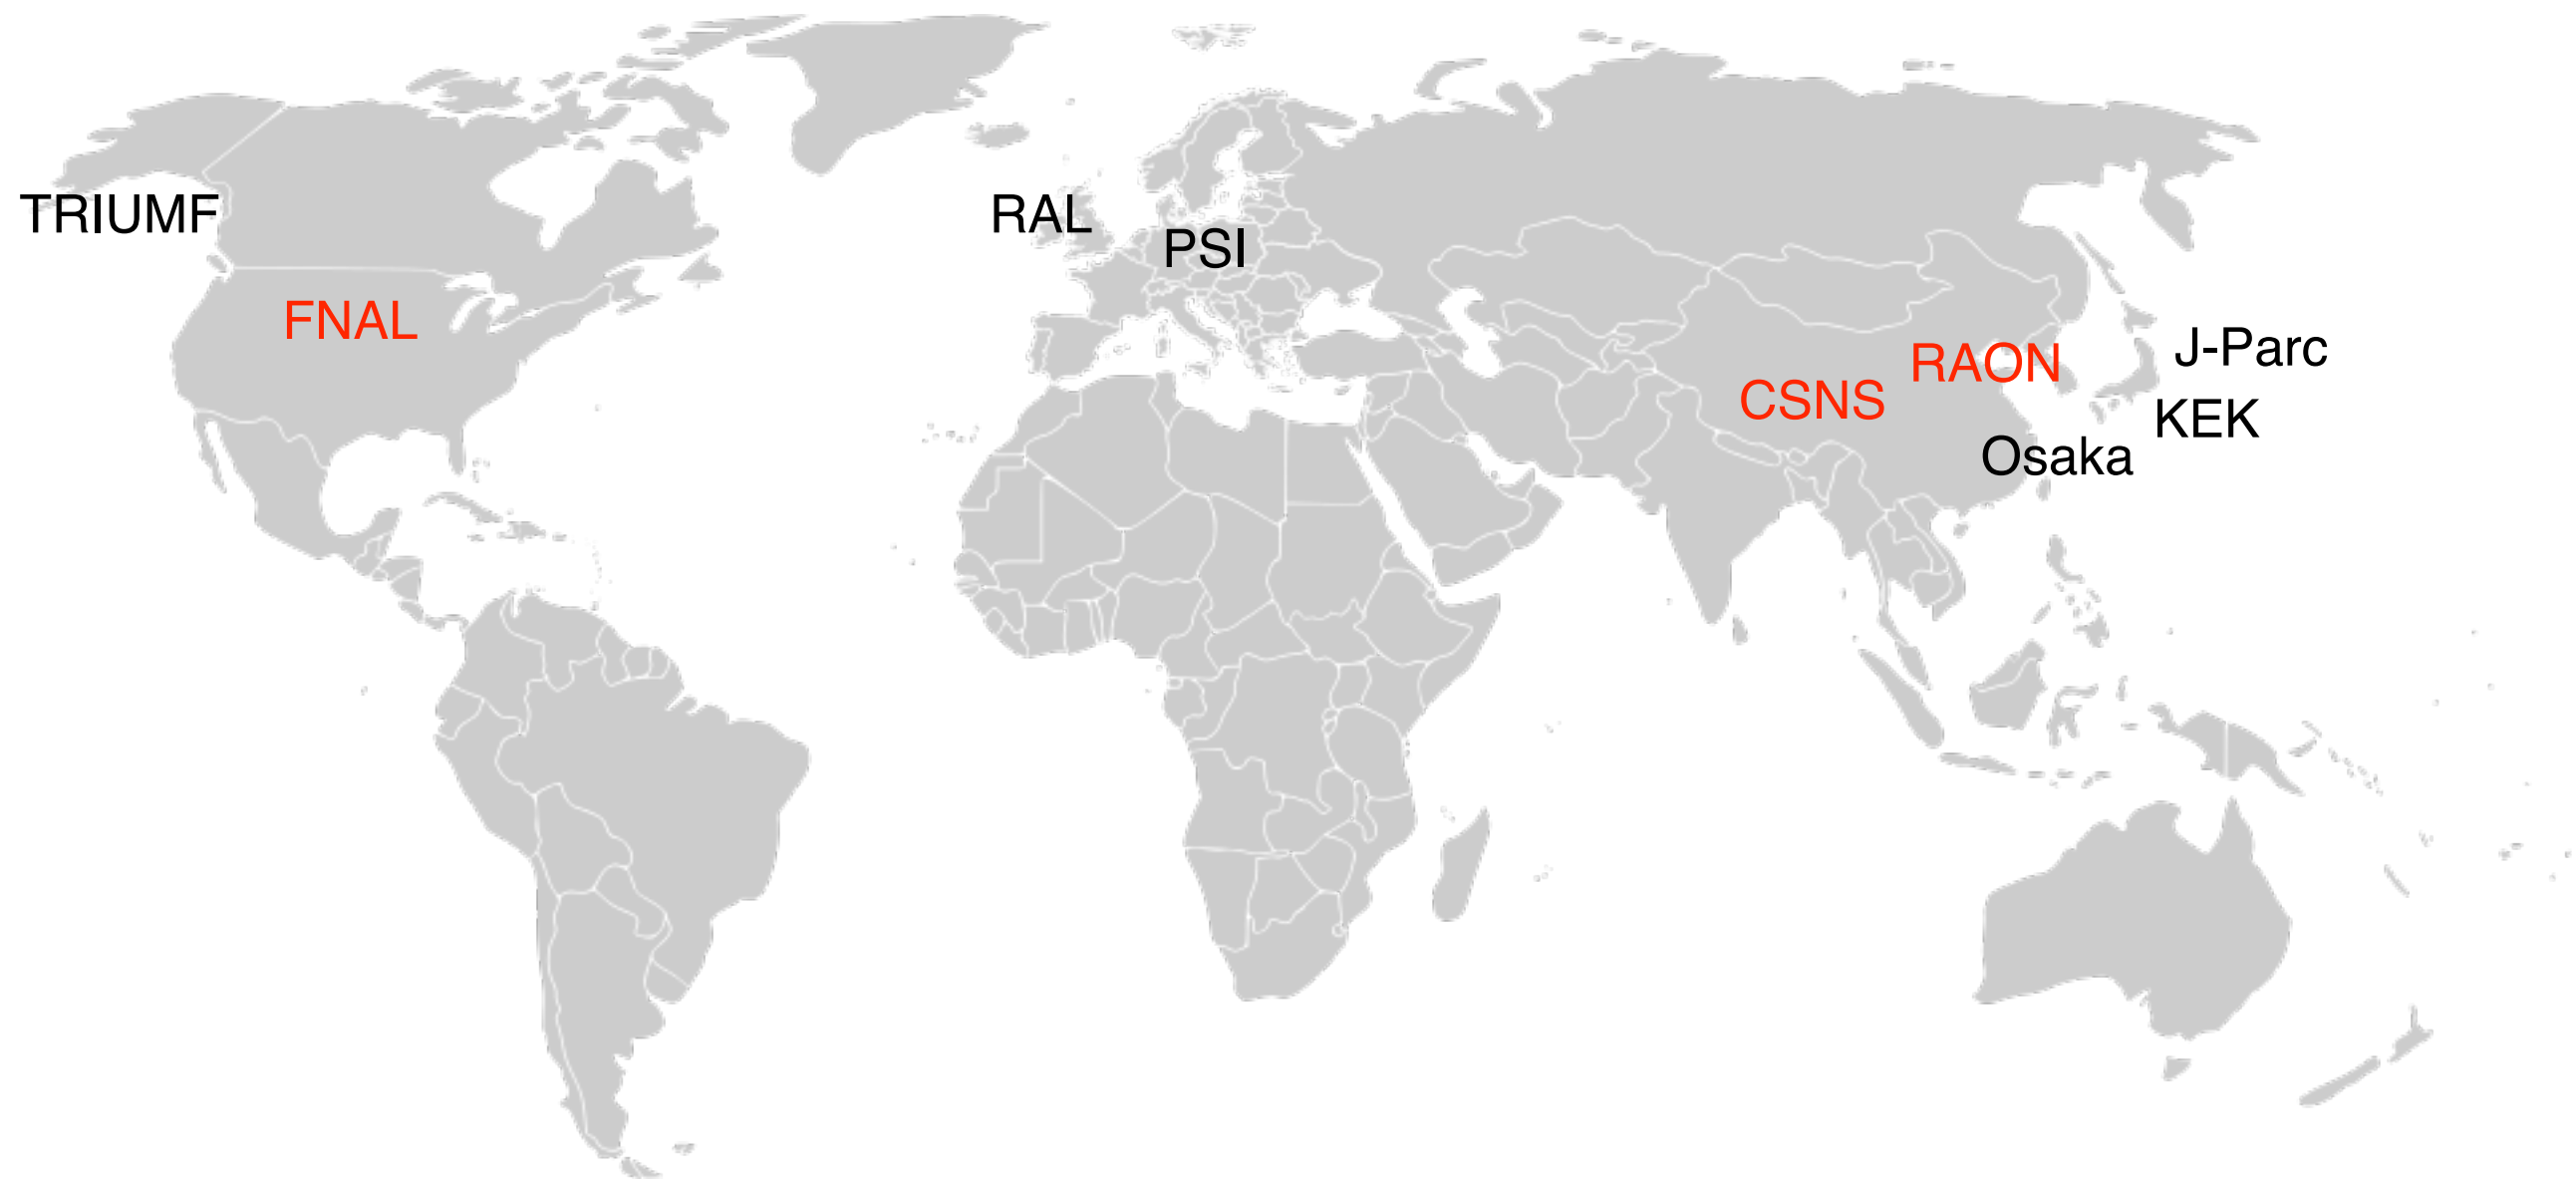 TRIUMF
RAL
PSI
FNAL
J-Parc
RAON
CSNS
KEK
Osaka